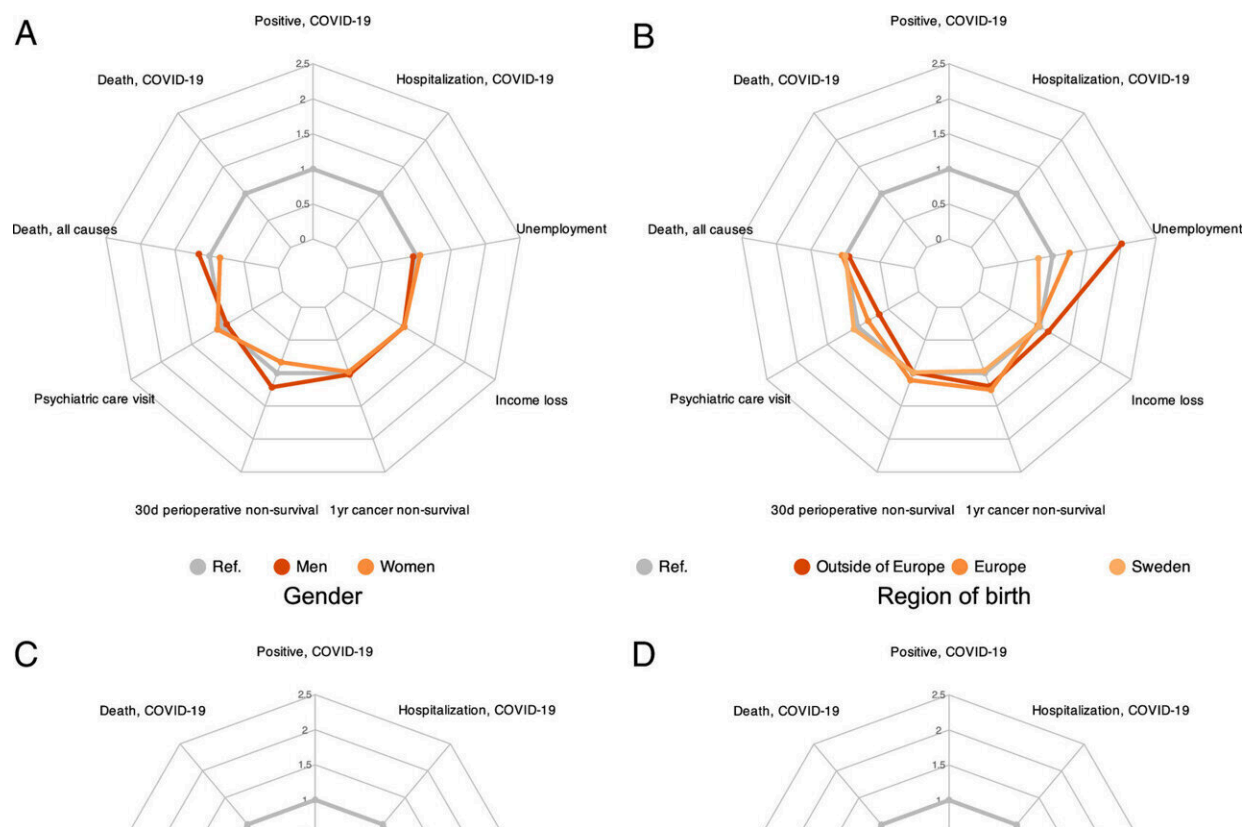 A
Positive, COVID-19
Death, COVID-19
Hospitalization, COVID-19
2.5
2
1.5
1
0.5
0
Death, all causes
Unemployment
Psychiatric care visit
Income loss
30d perioperative non-survival
1yr cancer non-survival
Ref.
Men
Women
Gender
B
Positive, COVID-19
Death, COVID-19
Hospitalization, COVID-19
2.5
2
1.5
1
0.5
0
Death, all causes
Unemployment
Psychiatric care visit
Income loss
30d perioperative non-survival
1yr cancer non-survival
Ref.
Outside of Europe
Europe
Sweden
Region of birth
C
Positive, COVID-19
Death, COVID-19
Hospitalization, COVID-19
2.5
2
1.5
1
D
Positive, COVID-19
Death, COVID-19
Hospitalization, COVID-19
2.5
2
1.5
1